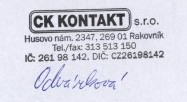 CK KONTAKT s.r.o.
Husovo nám. 2347, 269 01 Rakovník
Tel./fax: 313 513 150
IČ: 261 98 142, DIČ: CZ26198142